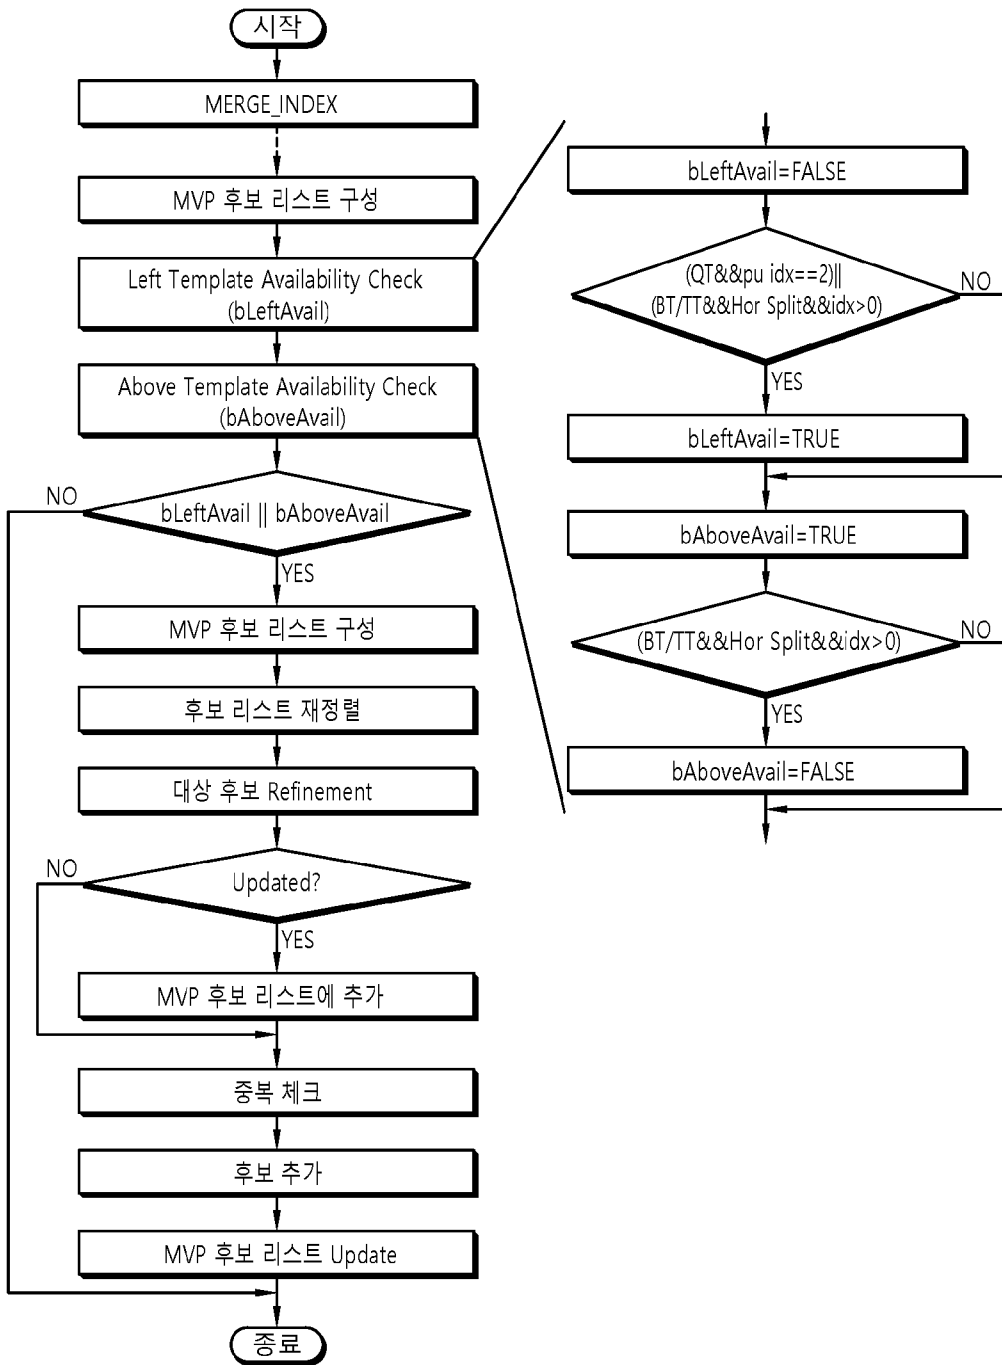 시작
MERGE_INDEX
MVP 후보 리스트 구성
Left Template Availability Check
(bLeftAvail)
Above Template Availability Check
(bAboveAvail)
NO
bLeftAvail || bAboveAvail
YES
MVP 후보 리스트 구성
후보 리스트 재정렬
대상 후보 Refinement
NO
Updated?
YES
MVP 후보 리스트에 추가
중복 체크
후보 추가
MVP 후보 리스트 Update
종료
bLeftAvail=FALSE
(QT&&pu idx==2)||
(BT/TT&&Hor Split&&idx>0)
NO
YES
bLeftAvail=TRUE
bAboveAvail=TRUE
(BT/TT&&Hor Split&&idx>0)
NO
YES
bAboveAvail=FALSE